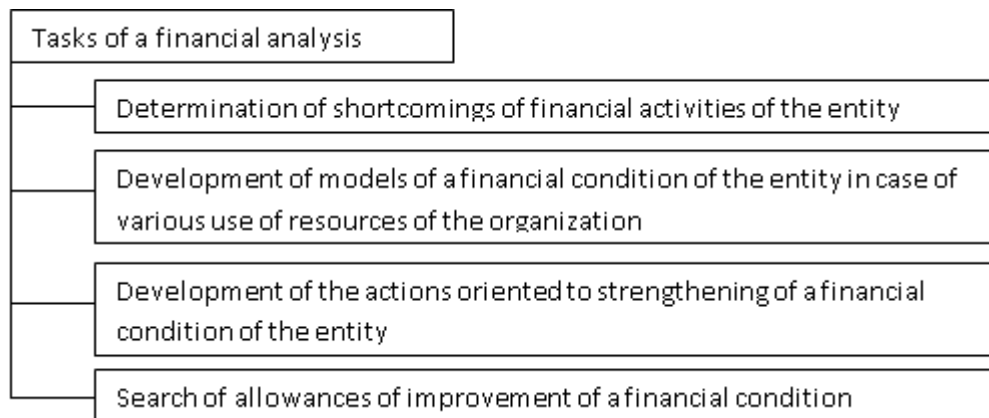 Tasks of a financial analysis
Determination of shortcomings of financial activities of the entity
Development of models of a financial condition of the entity in case of
various use of resources of the organization
Development of the actions oriented to strengthening of a financial
condition of the entity
Search of allowances of improvement of a financial condition